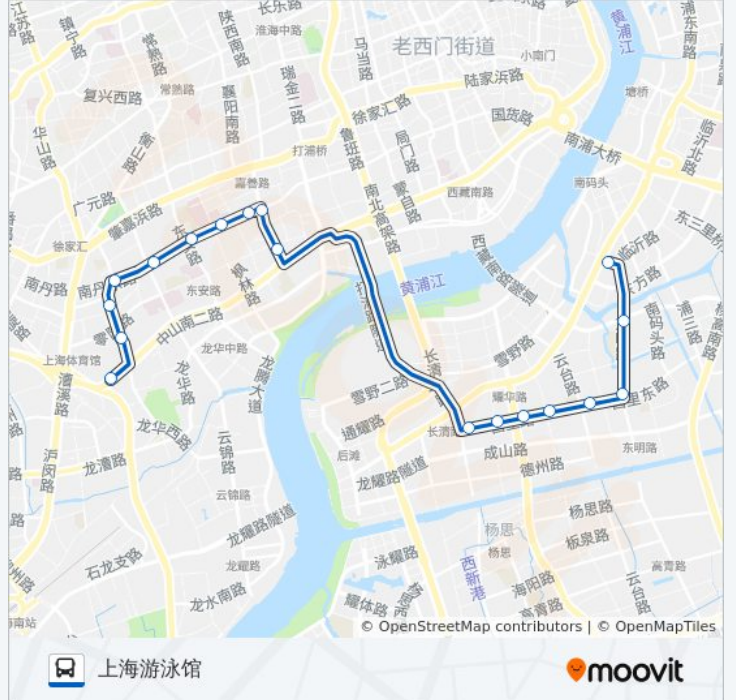 江苏路
镇宁路
陕西南路
长乐路
淮海中路
马当路
老西门街道
小南门
黄浦江
浦东南路
常熟路
常熟路
复兴西路
襄阳南路
瑞金二路
陆家浜路
塘桥
徐家汇路
国货路
华山路
衡山路
打浦桥
鲁班路
局门路
南浦大桥
临沂北路
嘉善路
南码头
广元路
肇嘉浜路
南北高架路
蒙自路
西藏南路
东三里桥
徐家汇
临沂路
南丹路
南丹
枫林路
东安路
黄浦江
西藏南路隧道
东方路
南码头路
浦三路
中山南二路
上海体育馆
龙华中路
雪野路
云台路
漕溪路
龙华路
龙腾大道
长清
雪野二路
耀华路
通耀路
长清
东明路
龙华西路
沪闵路
龙漕路
云锦路
后滩
成山路
德州路
龙耀路隧道
云锦路
杨思路
龙耀路隧道
杨思
板泉路
石龙支路
泳耀路
杨思
西新港
龙耀路
高青路
海阳路
云台路
龙水南路
耀体路
高青路
南站
© OpenStreetMap contributors | © OpenMapTiles
上海游泳馆
moovit